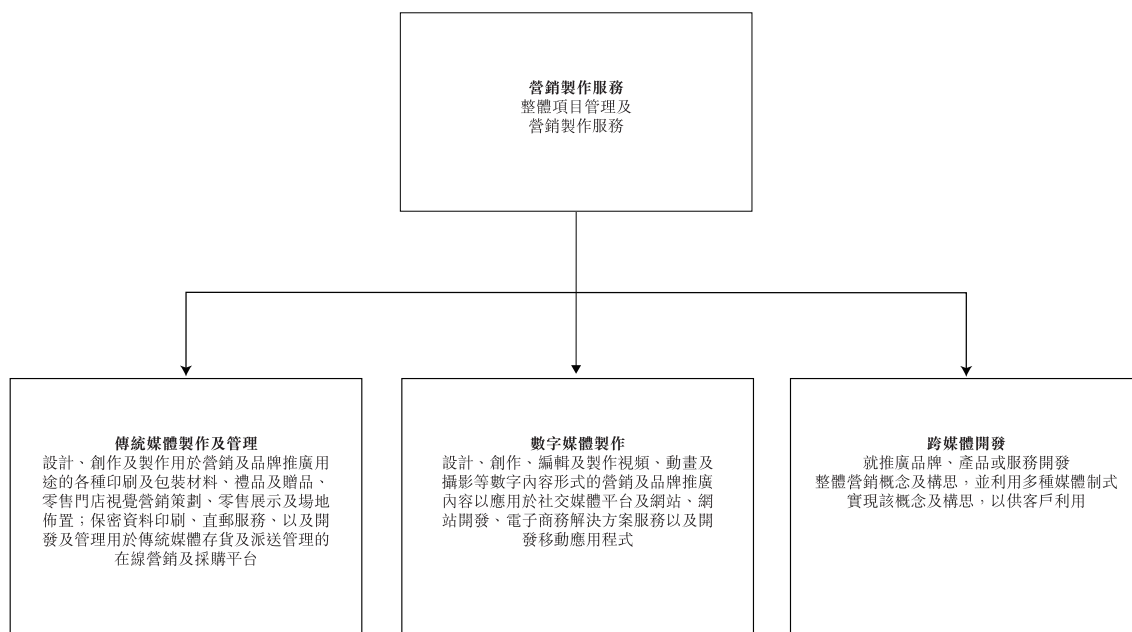 營銷製作服務
整體項目管理及
營銷製作服務
傳統媒體製作及管理
設計、創作及製作用於營銷及品牌推廣用
途的各種印刷及包裝材料、禮品及贈品、
零售門店視覺營銷策劃、零售展示及場地
佈置；保密資料印刷、直郵服務、以及開
發及管理用於傳統媒體存貨及派送管理的
在線營銷及採購平台
數字媒體製作
設計、創作、編輯及製作視頻、動畫及
攝影等數字內容形式的營銷及品牌推廣
內容以應用於社交媒體平台及網站、網
站開發、電子商務解決方案服務以及開
發移動應用程式
跨媒體開發
就推廣品牌、產品或服務開發
整體營銷概念及構思，並利用多種媒體制式
實現該概念及構思，以供客戶利用